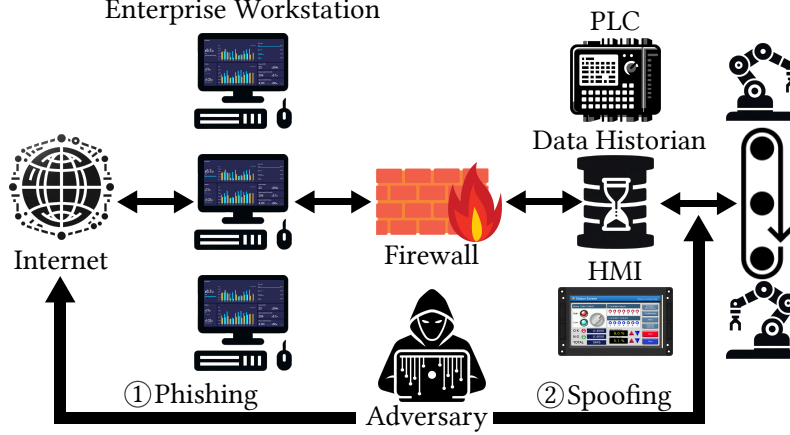 Enterprise Workstation
PLC
Data Historian
Internet
Firewall
HMI
①Phishing
Adversary
②Spoofing